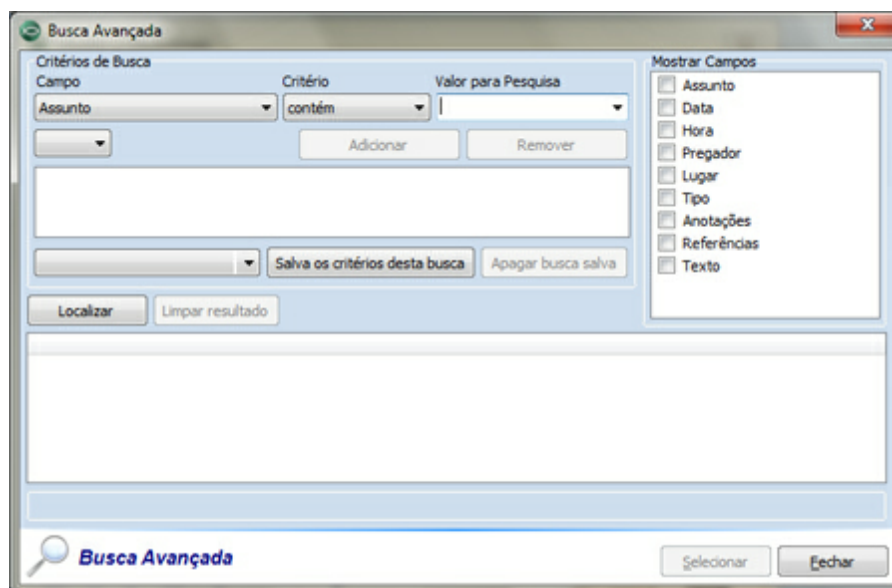 Busca Avançada
Critérios de Busca
Campo
Critério
Valor para Pesquisa
Assunto
contém
Adicionar
Remover
Salva os critérios desta busca
Apagar busca salva
Localizar
Limpar resultado
Mostrar Campos
Assunto
Data
Hora
Pregador
Lugar
Tipo
Anotações
Referências
Texto
Busca Avançada
Selecionar
Fechar